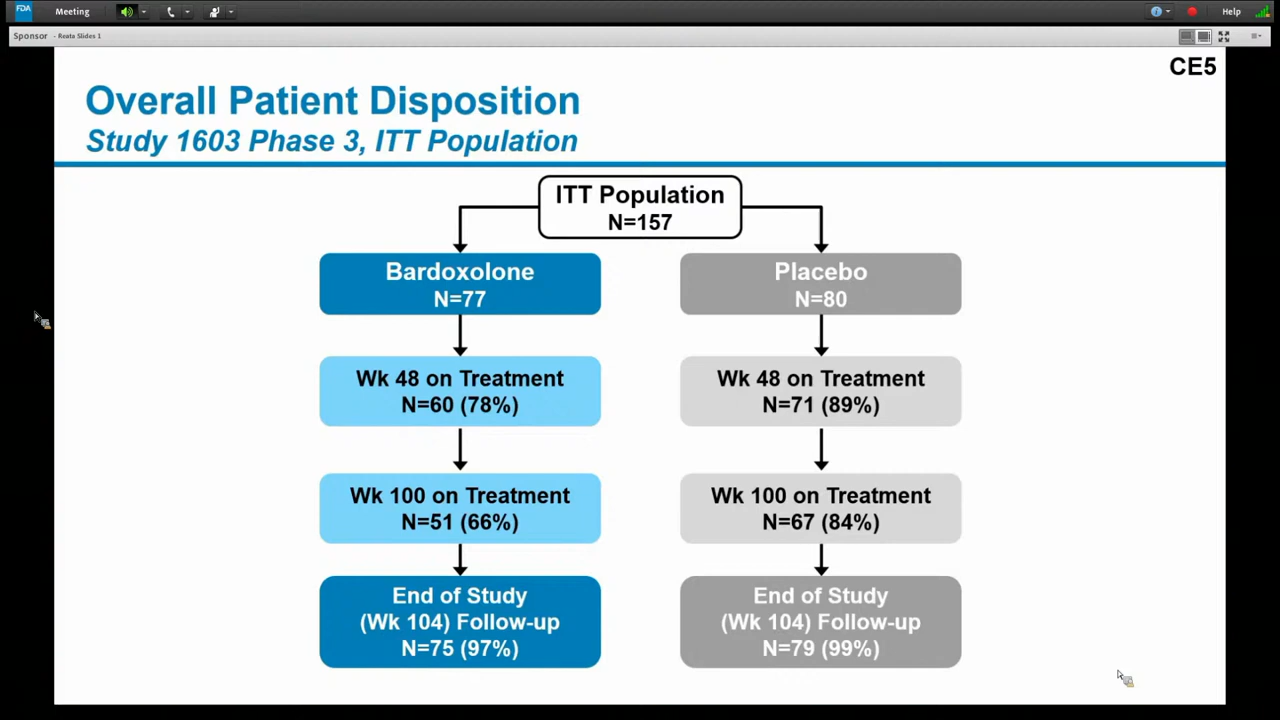 FDA
Meeting
Help
Sponsor - Reata Slides 1
CE5
Overall Patient Disposition
Study 1603 Phase 3, ITT Population
ITT Population
N=157
Bardoxolone
N=77
Placebo
N=80
Wk 48 on Treatment
N=60 (78%)
Wk 48 on Treatment
N=71 (89%)
Wk 100 on Treatment
N=51 (66%)
Wk 100 on Treatment
N=67 (84%)
End of Study
(Wk 104) Follow-up
N=75 (97%)
End of Study
(Wk 104) Follow-up
N=79 (99%)